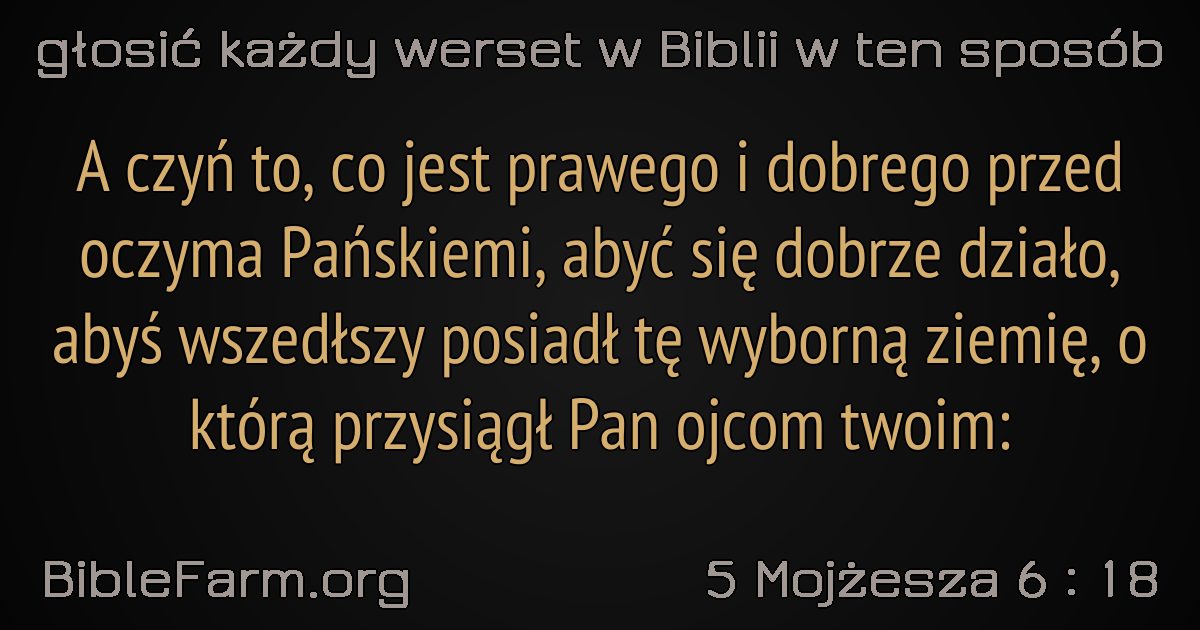 głosić każdy werset w Biblii w ten sposób
A czyń to, co jest prawego i dobrego przed
oczyma Pańskiemi, abyć się dobrze działo,
abyś wszedłszy posiadł tę wyborną ziemię, o
którą przysiągł Pan ojcom twoim:
BibleFarm.org
5 Mojżesza 6 : 18